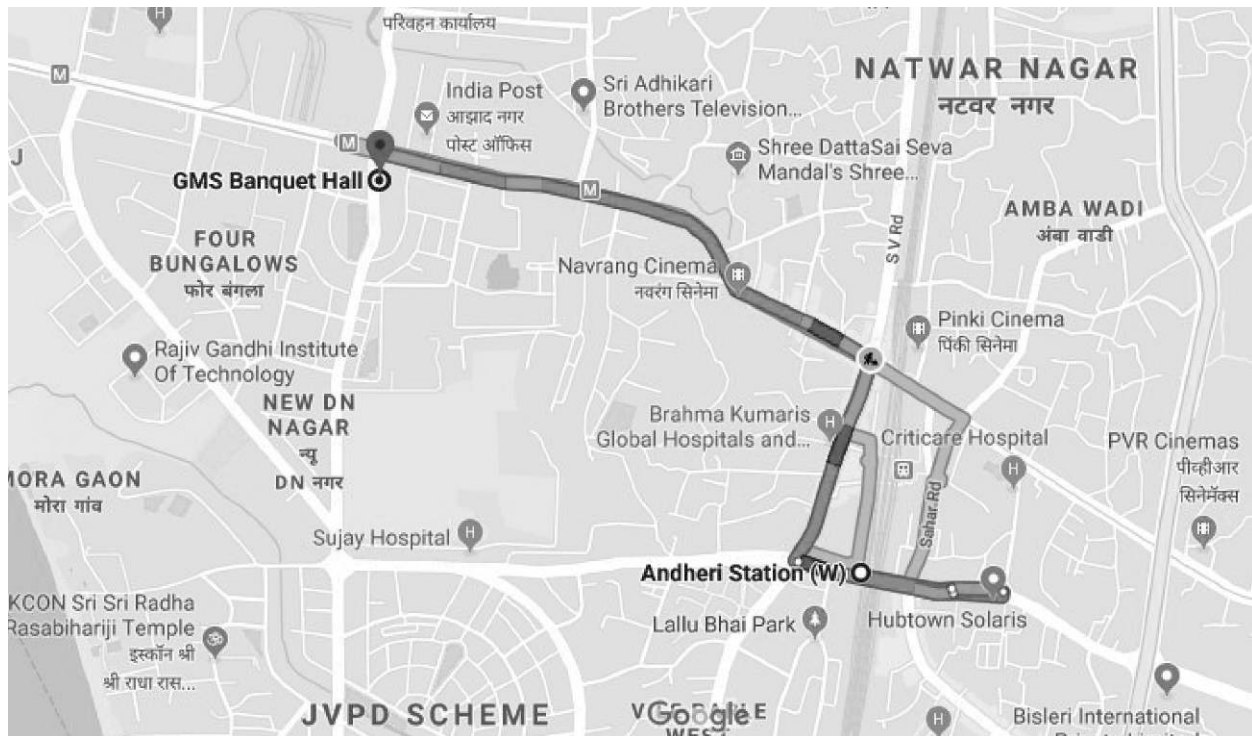 H
परिवहन कार्यालय
M
India Post
आझाद नगर
पोस्ट ऑफिस
Sri Adhikari
Brothers Television...
NATWAR NAGAR
नटवर नगर
M
Shree DattaSai Seva
Mandal's Shree...
J
GMS Banquet Hall
M
S V Rd
AMBA WADI
अंबा वाडी
FOUR
BUNGALOWS
फोर बंगला
Navrang Cinema
नवरंग सिनेमा
Pinki Cinema
पिंकी सिनेमा
Rajiv Gandhi Institute
Of Technology
NEW DN
NAGAR
न्यू
DN नगर
Brahma Kumaris
Global Hospitals and...
H
Criticare Hospital
H
PVR Cinemas
पीव्हीआर
सिनेमॅक्स
MORA GAON
मोरा गांव
Sahar Rd
Sujay Hospital
H
Andheri Station (W)
Hubtown Solaris
Lallu Bhai Park
KCON Sri Sri Radha
Rasabihariji Temple
इस्कॉन श्री
श्री राधा रास...
JVPD SCHEME
Google
WEST
H
Bisleri International